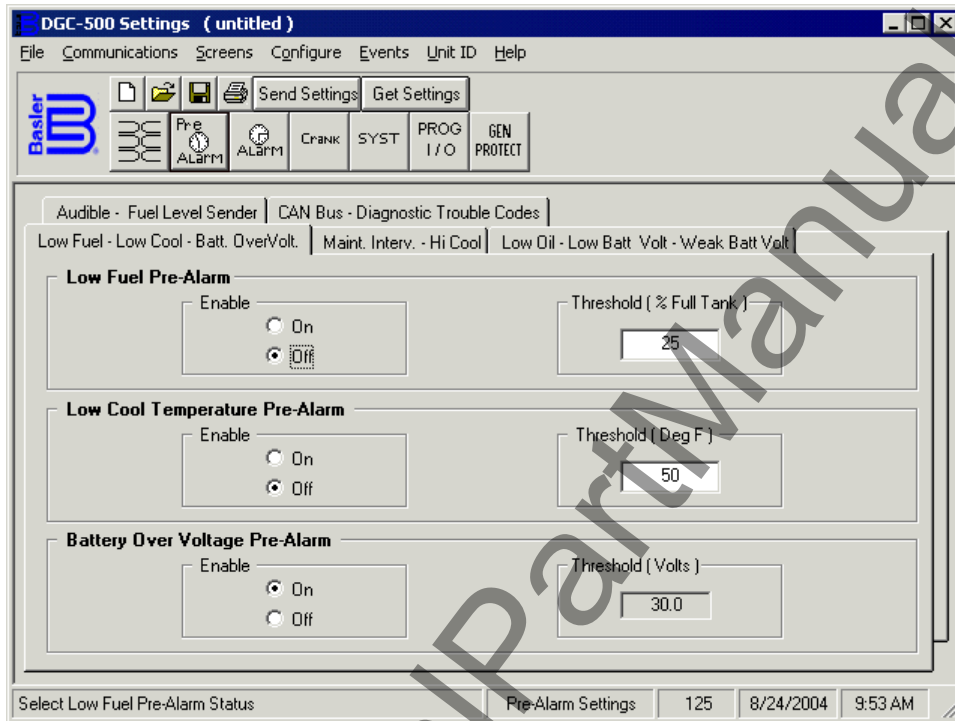 DGC-500 Settings ( untitled )
File Communications Screens Configure Events Unit ID Help
Basler
Send Settings Get Settings
Pre ALarm
ALarm
Crank
SYST
PROG I / O
GEN PROTECT
Audible - Fuel Level Sender CAN Bus - Diagnostic Trouble Codes
Low Fuel - Low Cool - Batt. OverVolt. Maint. Interv. - Hi Cool Low Oil - Low Batt Volt - Weak Batt Volt
Low Fuel Pre-Alarm
Enable Threshold ( % Full Tank )
On
Off
25
Low Cool Temperature Pre-Alarm
Enable Threshold ( Deg F )
On
Off
50
Battery Over Voltage Pre-Alarm
Enable Threshold ( Volts )
On
Off
30.0
Select Low Fuel Pre-Alarm Status Pre-Alarm Settings 125 8/24/2004 9:53 AM